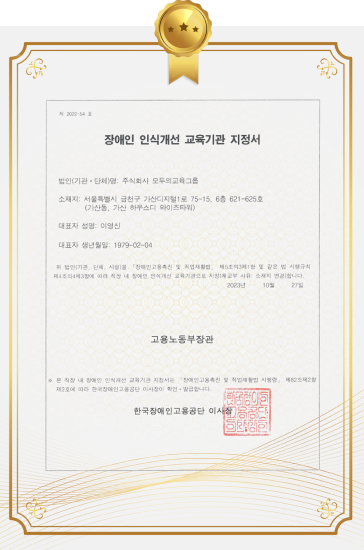 제 2022-54 호
장애인 인식개선 교육기관 지정서
법인(기관·단체)명: 주식회사 모두의교육그룹
소재지: 서울특별시 금천구 가산디지털1로 75-15, 6층 621~625호
(가산동, 가산 하우스디 와이즈타워)
대표자 성명: 이영신
대표자 생년월일: 1979-02-04
위 법인(기관, 단체, 시설)을 「장애인고용촉진 및 직업재활법」 제5조의3제1항 및 같은 법 시행규칙
제4조의4제3항에 따라 직장 내 장애인 인식개선 교육기관으로 지정(재교부 사유: 소재지 변경)합니다.
2023년 10월 27일
고용노동부장관
※ 본 직장 내 장애인 인식개선 교육기관 지정서는 「장애인고용촉진 및 직업재활법 시행령」 제82조제2항
제2호에 따라 한국장애인고용공단 이사장이 확인·발급합니다.
한국장애인고용공단 이사장